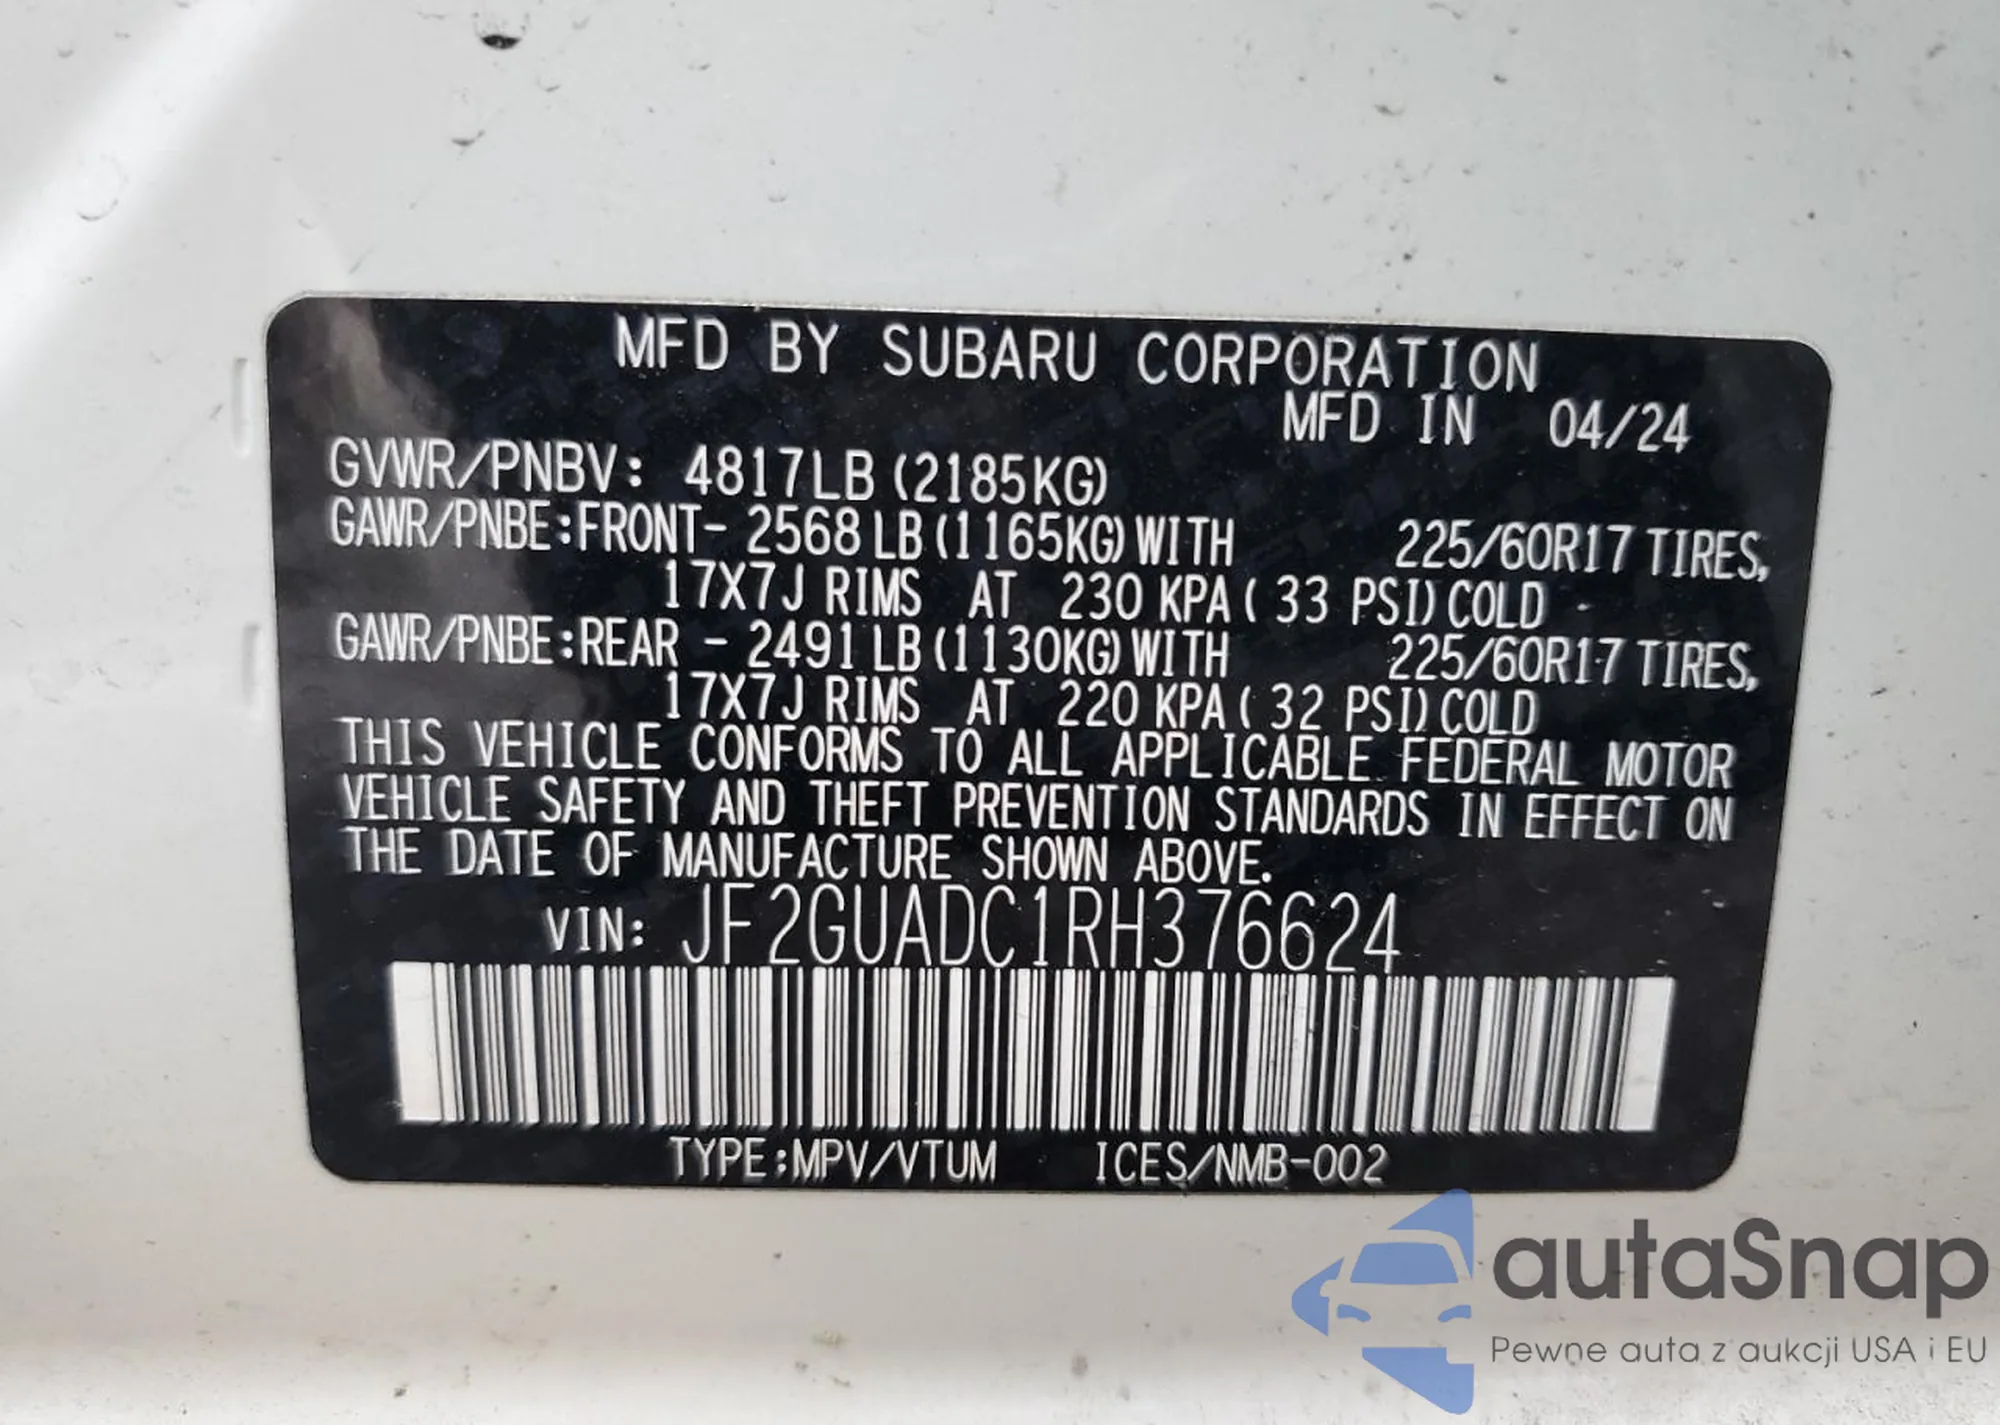 MFD BY SUBARU CORPORATION
MFD IN 04/24
GVWR/PNBV: 4817LB (2185KG)
GAWR/PNBE:FRONT- 2568 LB (1165KG) WITH 225/60R17 TIRES,
17X7J RIMS AT 230 KPA ( 33 PSI) COLD
GAWR/PNBE:REAR - 2491 LB (1130KG) WITH 225/60R17 TIRES,
17X7J RIMS AT 220 KPA ( 32 PSI) COLD
THIS VEHICLE CONFORMS TO ALL APPLICABLE FEDERAL MOTOR
VEHICLE SAFETY AND THEFT PREVENTION STANDARDS IN EFFECT ON
THE DATE OF MANUFACTURE SHOWN ABOVE.
VIN: JF2GUADC1RH376624
TYPE:MPV/VTUM ICES/NMB-002
autaSnap
Pewne auta z aukcji USA i EU